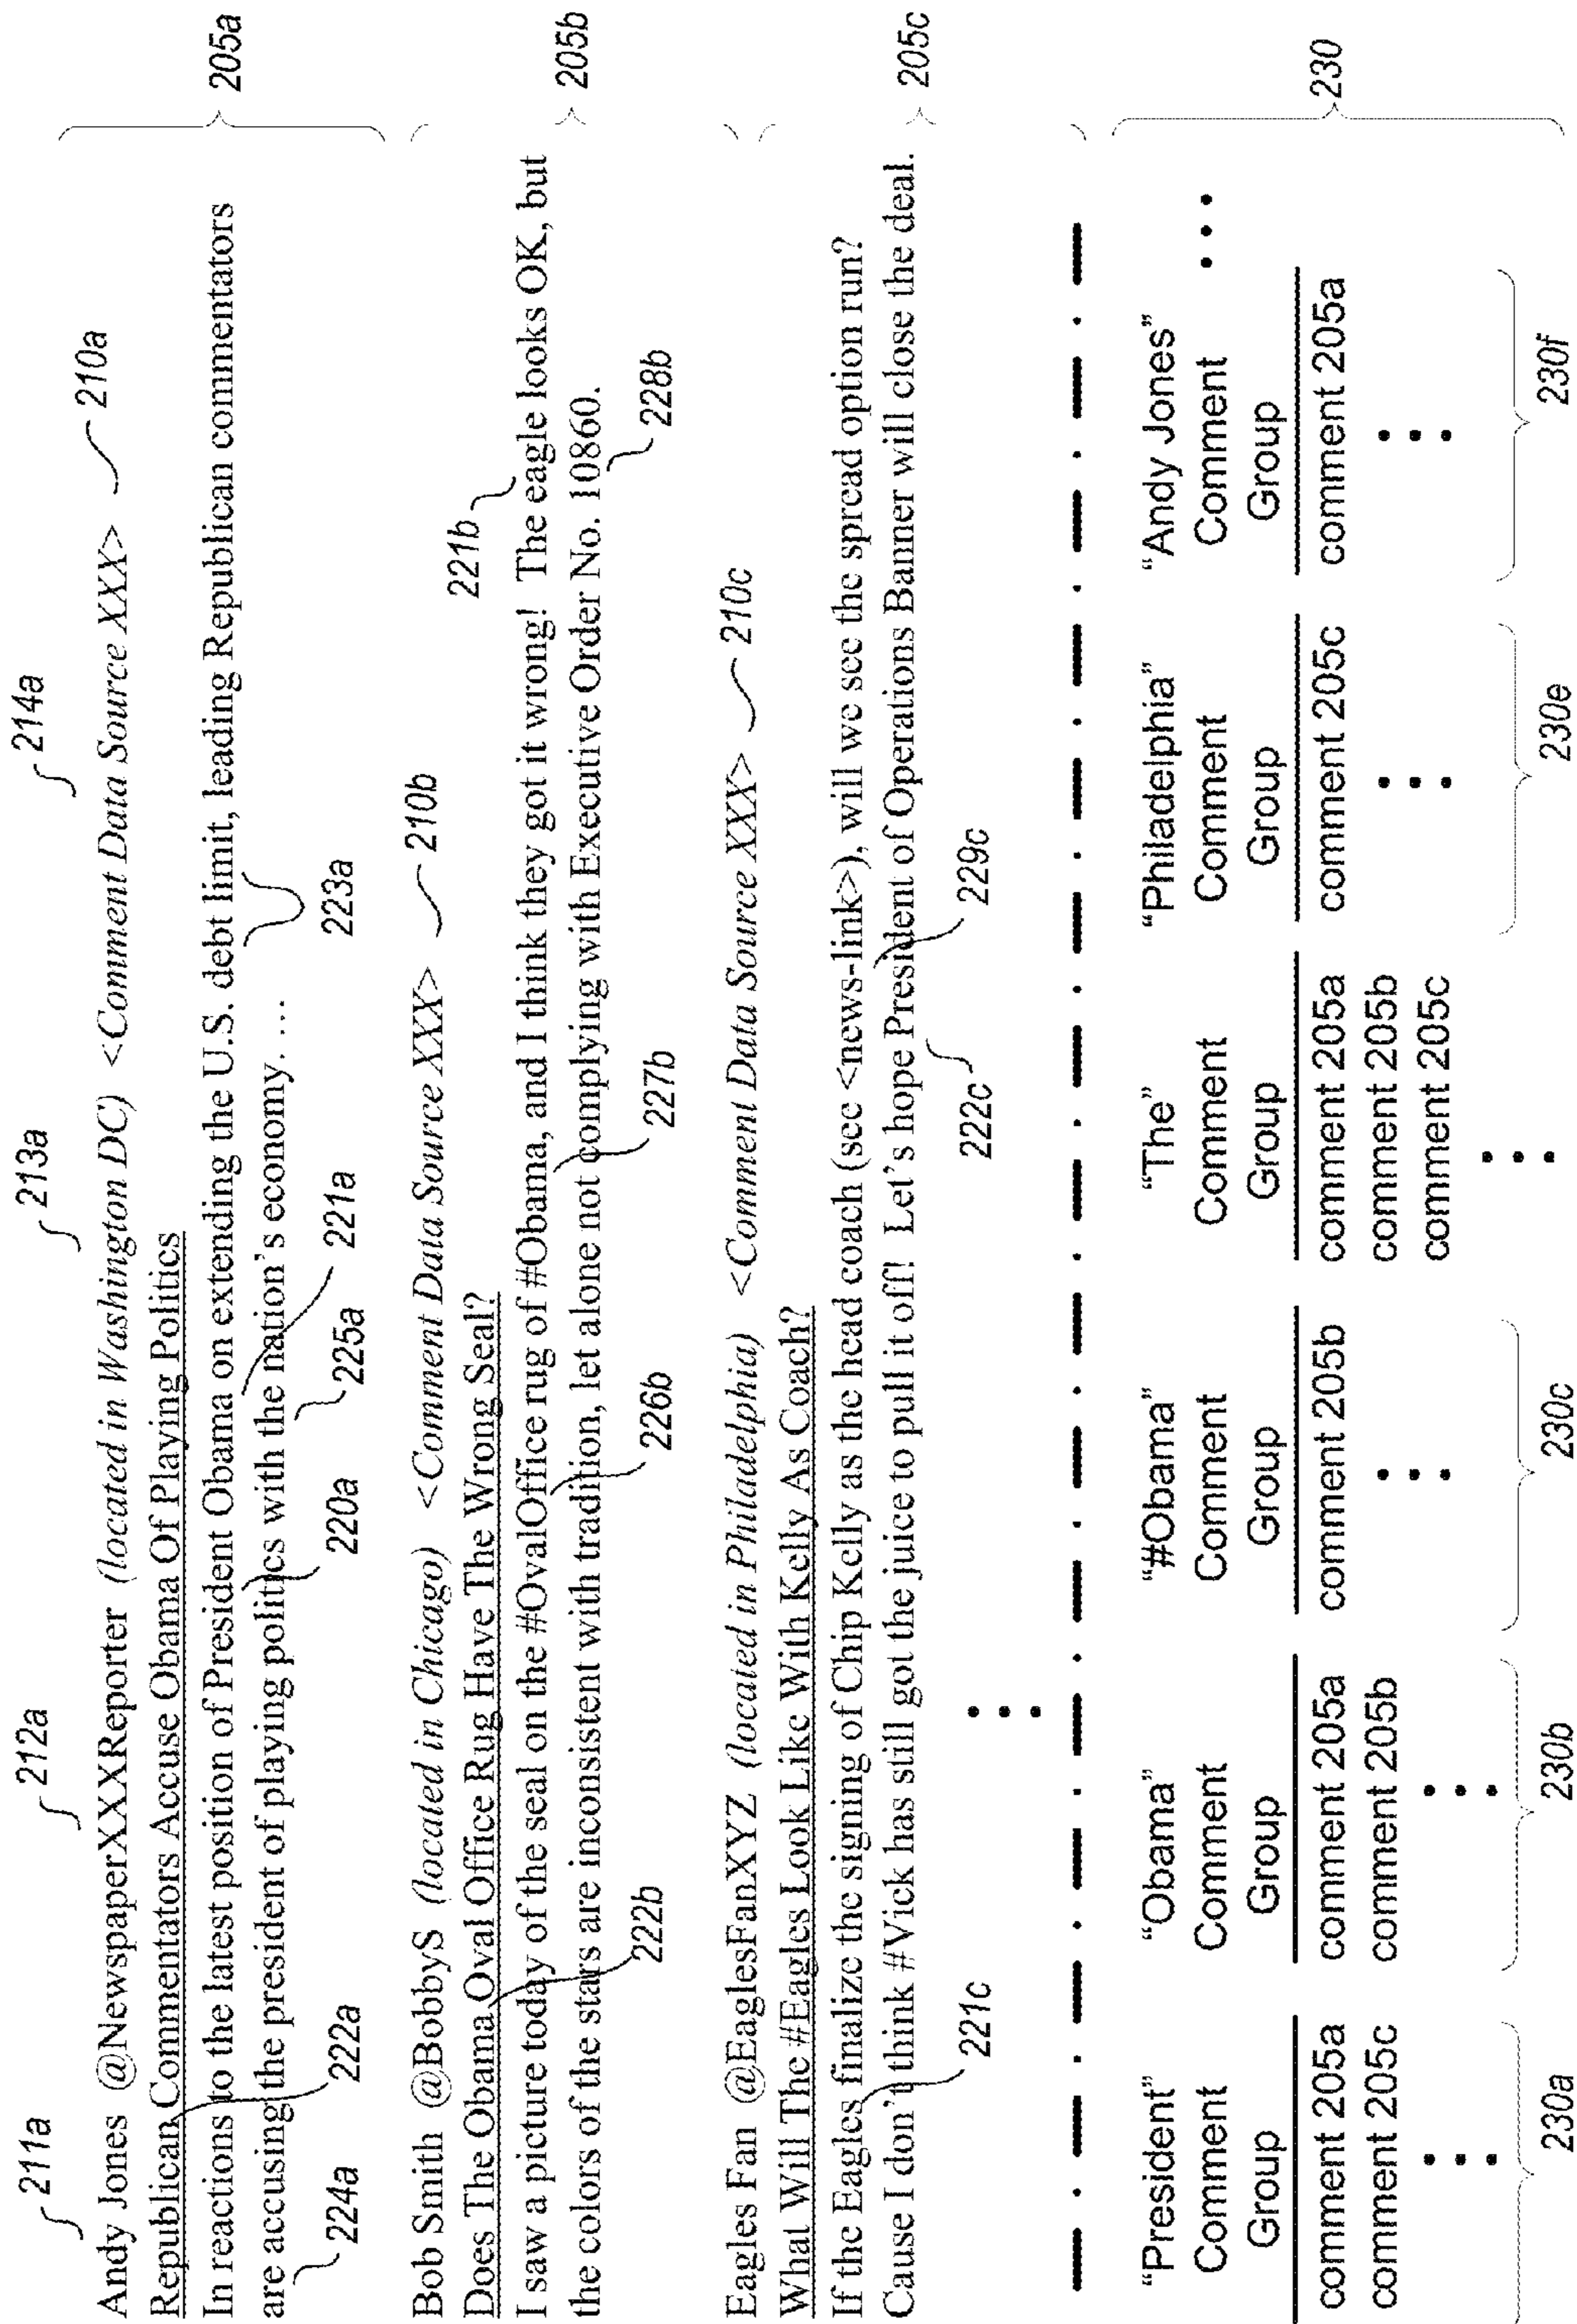 211a 212a 213a 214a
Andy Jones @NewspaperXXXReporter (located in Washington DC) <Comment Data Source XXX> 210a
Republican Commentators Accuse Obama Of Playing Politics
In reactions to the latest position of President Obama on extending the U.S. debt limit, leading Republican commentators
are accusing the president of playing politics with the nation's economy. …
205a
224a 222a 220a 225a 221a 223a
Bob Smith @BobbyS (located in Chicago) <Comment Data Source XXX> 210b
Does The Obama Oval Office Rug Have The Wrong Seal?
221b
I saw a picture today of the seal on the #OvalOffice rug of #Obama, and I think they got it wrong! The eagle looks OK, but
the colors of the stars are inconsistent with tradition, let alone not complying with Executive Order No. 10860.
205b
222b 226b 227b 228b
Eagles Fan @EaglesFanXYZ (located in Philadelphia) <Comment Data Source XXX> 210c
What Will The #Eagles Look Like With Kelly As Coach?
If the Eagles finalize the signing of Chip Kelly as the head coach (see <news-link>), will we see the spread option run?
Cause I don't think #Vick has still got the juice to pull it off! Let's hope President of Operations Banner will close the deal.
205c
221c 222c 229c
"President" "Obama" "#Obama" "The" "Philadelphia" "Andy Jones"
Comment Comment Comment Comment Comment Comment …
Group Group Group Group Group Group
comment 205a comment 205a comment 205b comment 205a comment 205c comment 205a
comment 205c comment 205b comment 205b
comment 205c
230
230a 230b 230c 230e 230f